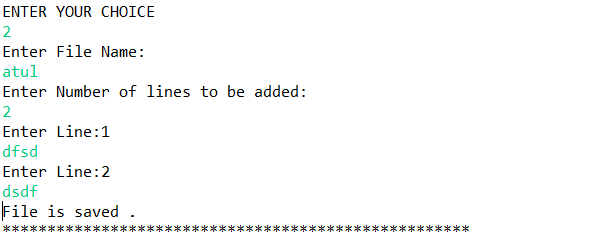 ENTER YOUR CHOICE
2
Enter File Name:
atul
Enter Number of lines to be added:
2
Enter Line:1
dfsd
Enter Line:2
dsdf
File is saved .
****************************************************